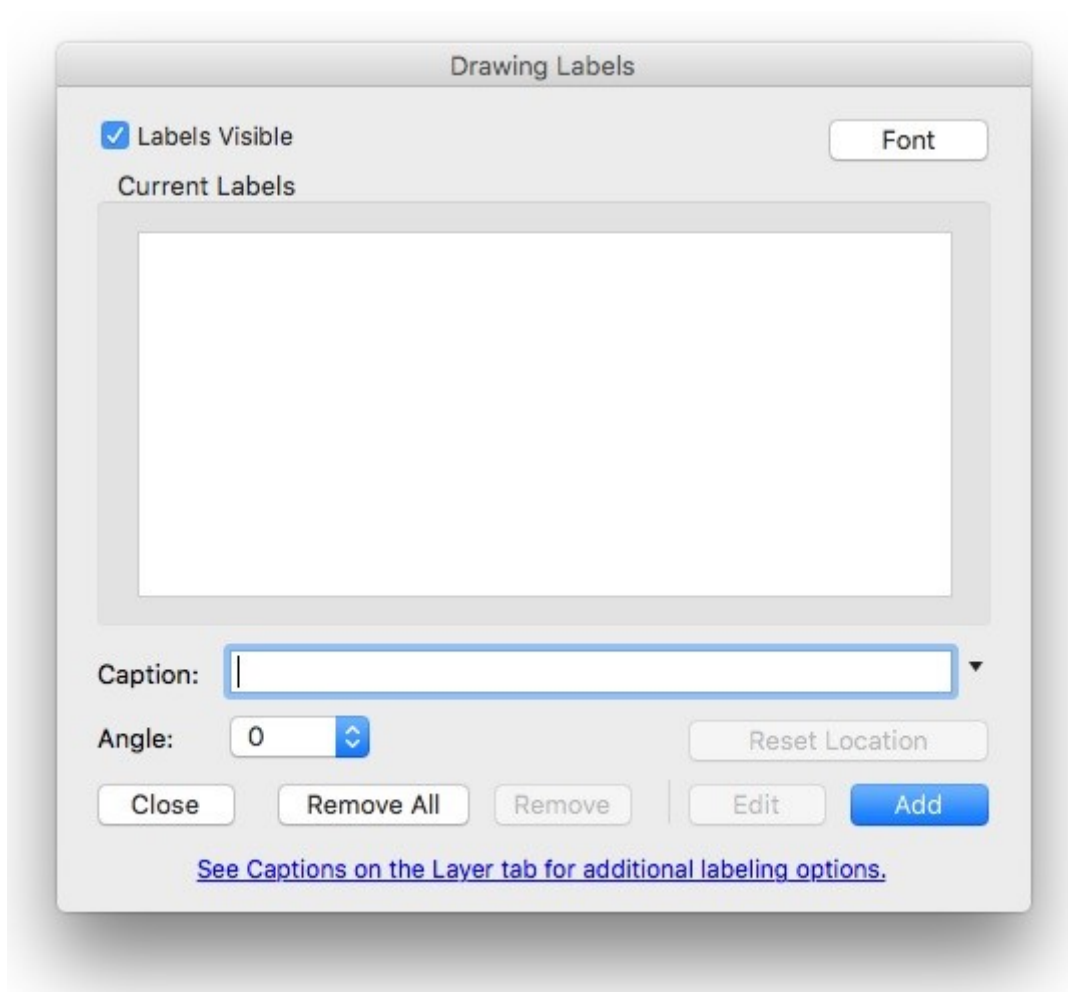 Drawing Labels
Labels Visible
Font
Current Labels
Caption:
Angle:
0
Reset Location
Close
Remove All
Remove
Edit
Add
See Captions on the Layer tab for additional labeling options.